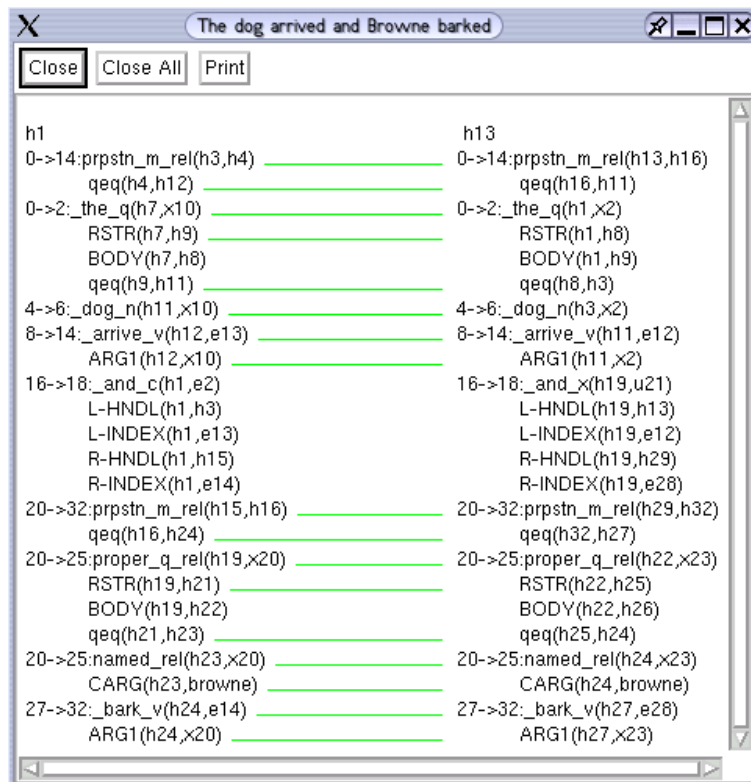 The dog arrived and Browne barked
Close Close All Print
h1 h13
0->14:prpstn_m_rel(h3,h4) 0->14:prpstn_m_rel(h13,h16)
qeq(h4,h12) qeq(h16,h11)
0->2:_the_q(h7,x10) 0->2:_the_q(h1,x2)
RSTR(h7,h9) RSTR(h1,h8)
BODY(h7,h8) BODY(h1,h9)
qeq(h9,h11) qeq(h8,h3)
4->6:_dog_n(h11,x10) 4->6:_dog_n(h3,x2)
8->14:_arrive_v(h12,e13) 8->14:_arrive_v(h11,e12)
ARG1(h12,x10) ARG1(h11,x2)
16->18:_and_c(h1,e2) 16->18:_and_x(h19,u21)
L-HNDL(h1,h3) L-HNDL(h19,h13)
L-INDEX(h1,e13) L-INDEX(h19,e12)
R-HNDL(h1,h15) R-HNDL(h19,h29)
R-INDEX(h1,e14) R-INDEX(h19,e28)
20->32:prpstn_m_rel(h15,h16) 20->32:prpstn_m_rel(h29,h32)
qeq(h16,h24) qeq(h32,h27)
20->25:proper_q_rel(h19,x20) 20->25:proper_q_rel(h22,x23)
RSTR(h19,h21) RSTR(h22,h25)
BODY(h19,h22) BODY(h22,h26)
qeq(h21,h23) qeq(h25,h24)
20->25:named_rel(h23,x20) 20->25:named_rel(h24,x23)
CARG(h23,browne) CARG(h24,browne)
27->32:_bark_v(h24,e14) 27->32:_bark_v(h27,e28)
ARG1(h24,x20) ARG1(h27,x23)